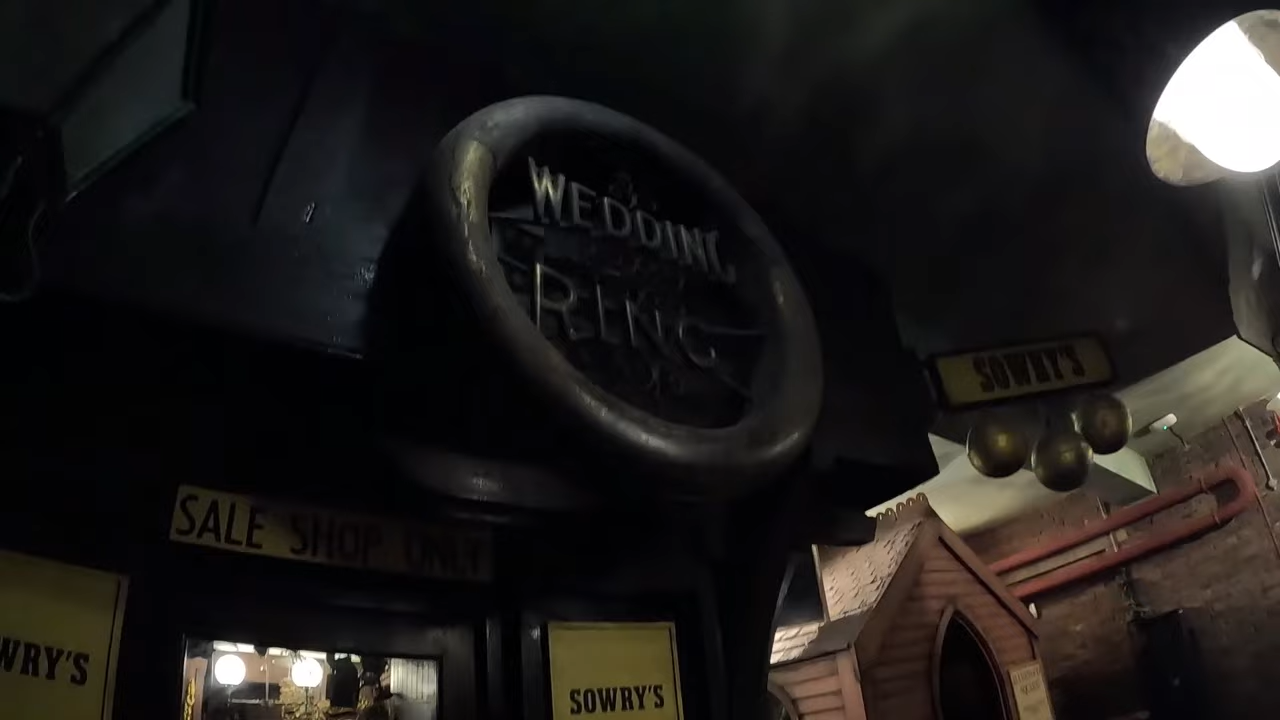 WEDDING
RING
SOWRY'S
SALE SHOP ONLY
WRY'S
SOWRY'S